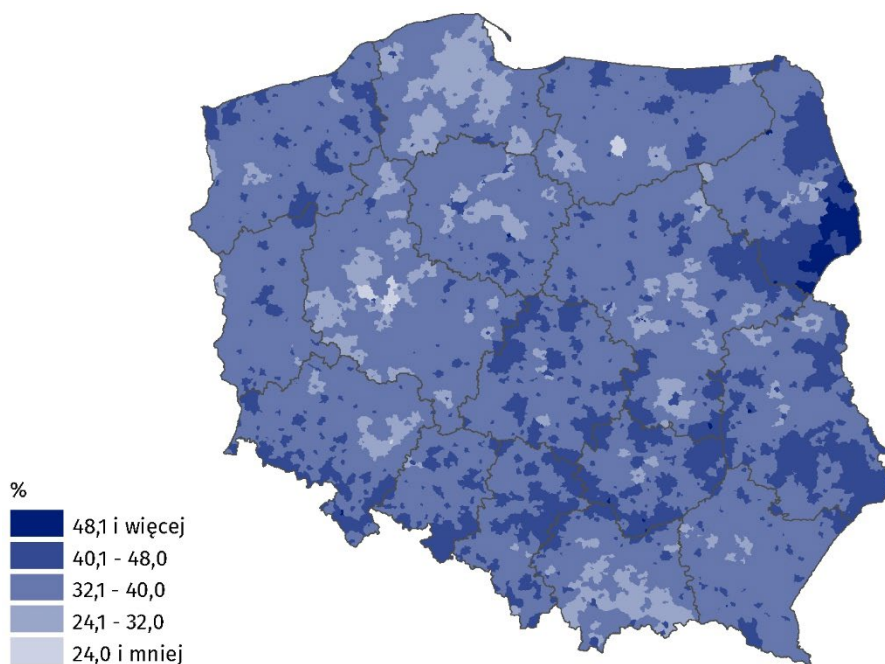 %
48,1 i więcej
40,1 - 48,0
32,1 - 40,0
24,1 - 32,0
24,0 i mniej